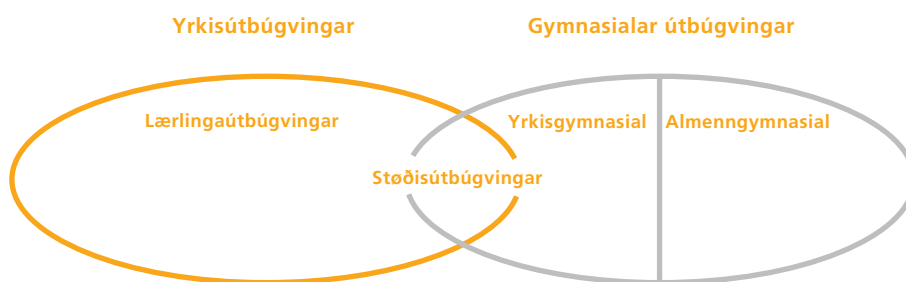 Yrkisútbúgvingar
Gymnasialar útbúgvingar
Lærlingaútbúgvingar
Yrkisgymnasial
Almenngymnasial
Støðisútbúgvingar